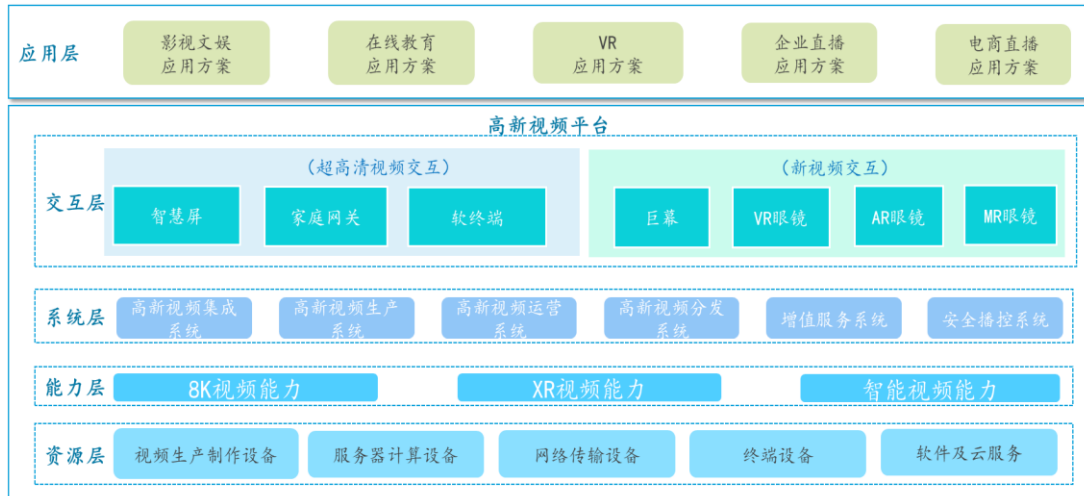 应用层
影视文娱
应用方案
在线教育
应用方案
VR
应用方案
企业直播
应用方案
电商直播
应用方案
高新视频平台
交互层
(超高清视频交互)
智慧屏
家庭网关
软终端
(新视频交互)
巨幕
VR眼镜
AR眼镜
MR眼镜
系统层
高新视频集成
系统
高新视频生产
系统
高新视频运营
系统
高新视频分发
系统
增值服务系统
安全播控系统
能力层
8K视频能力
XR视频能力
智能视频能力
资源层
视频生产制作设备
服务器计算设备
网络传输设备
终端设备
软件及云服务